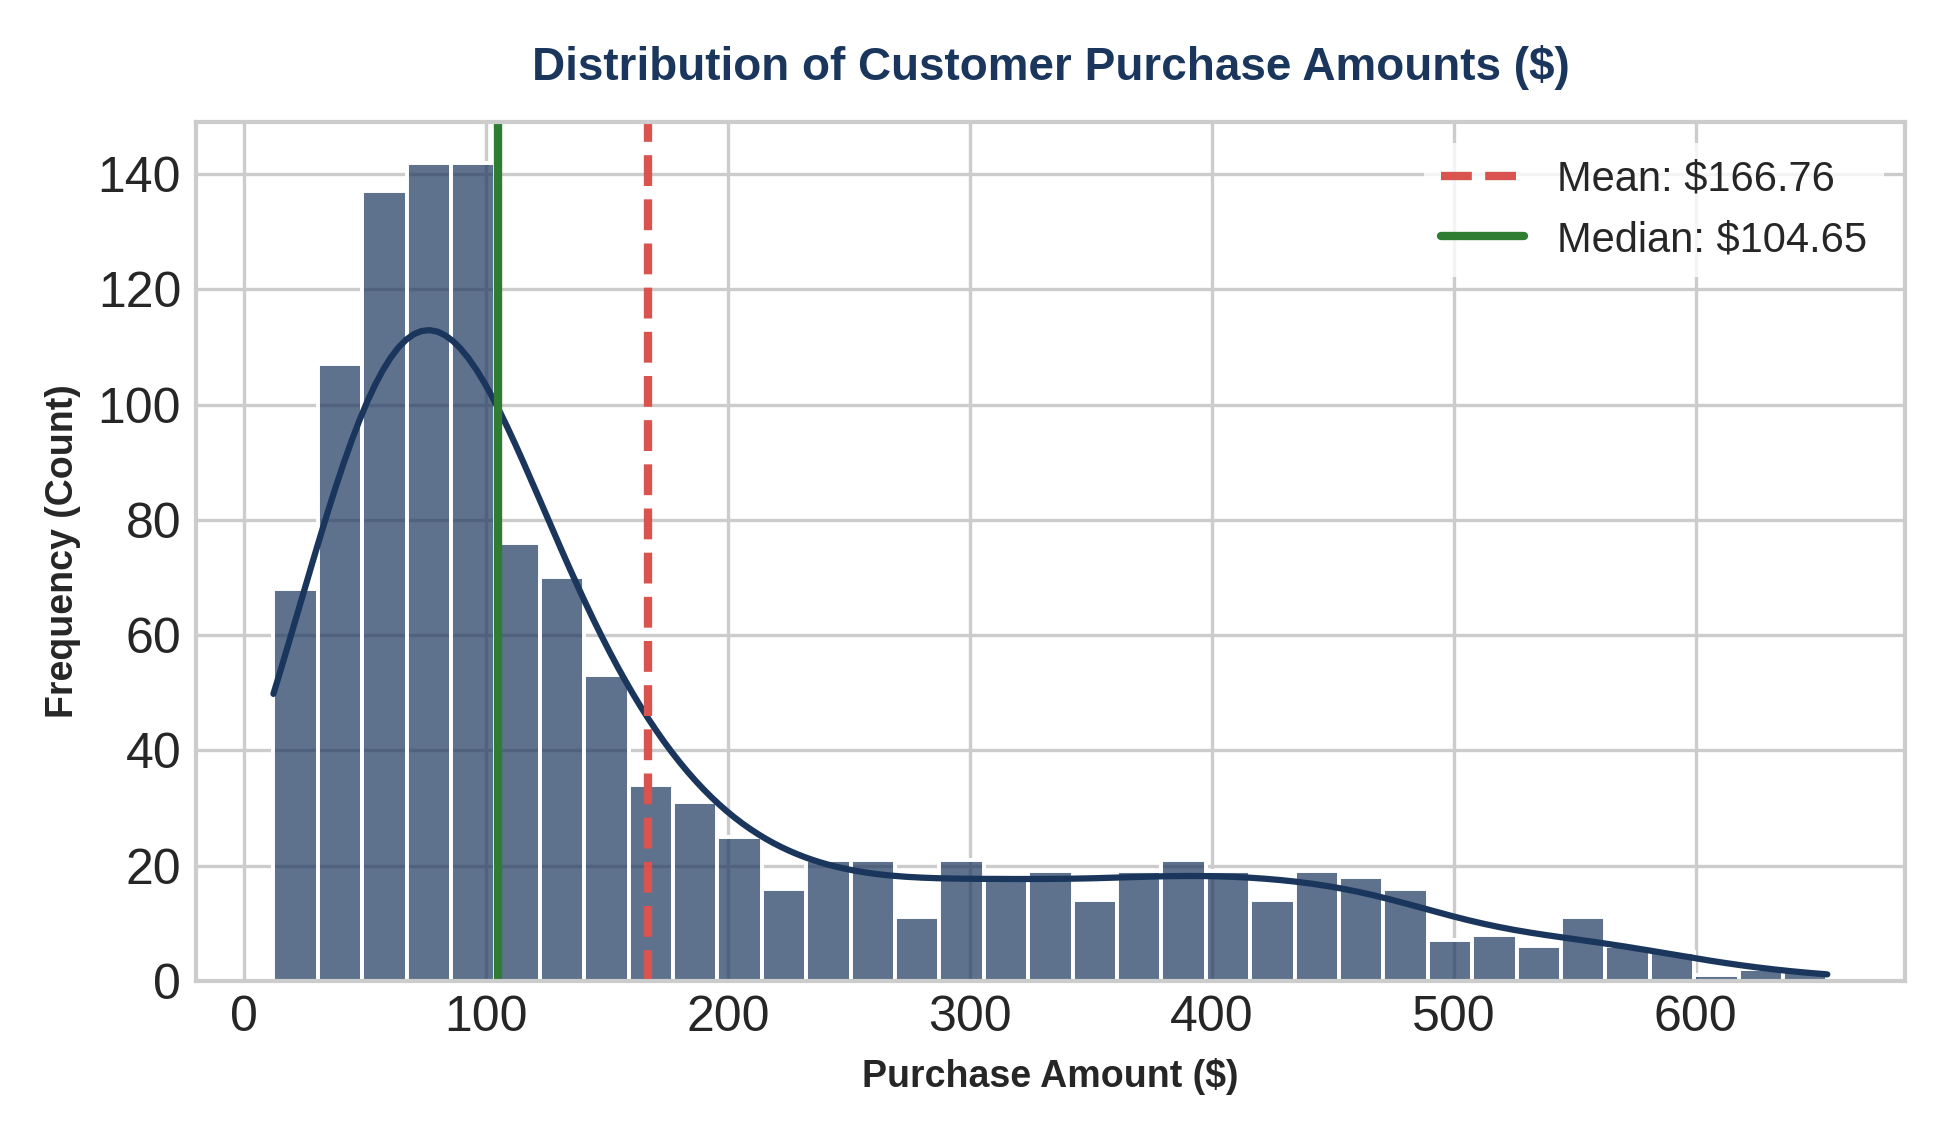 Distribution of Customer Purchase Amounts ($)
Mean: $166.76
Median: $104.65
Frequency (Count)
140
120
100
80
60
40
20
0
0 100 200 300 400 500 600
Purchase Amount ($)